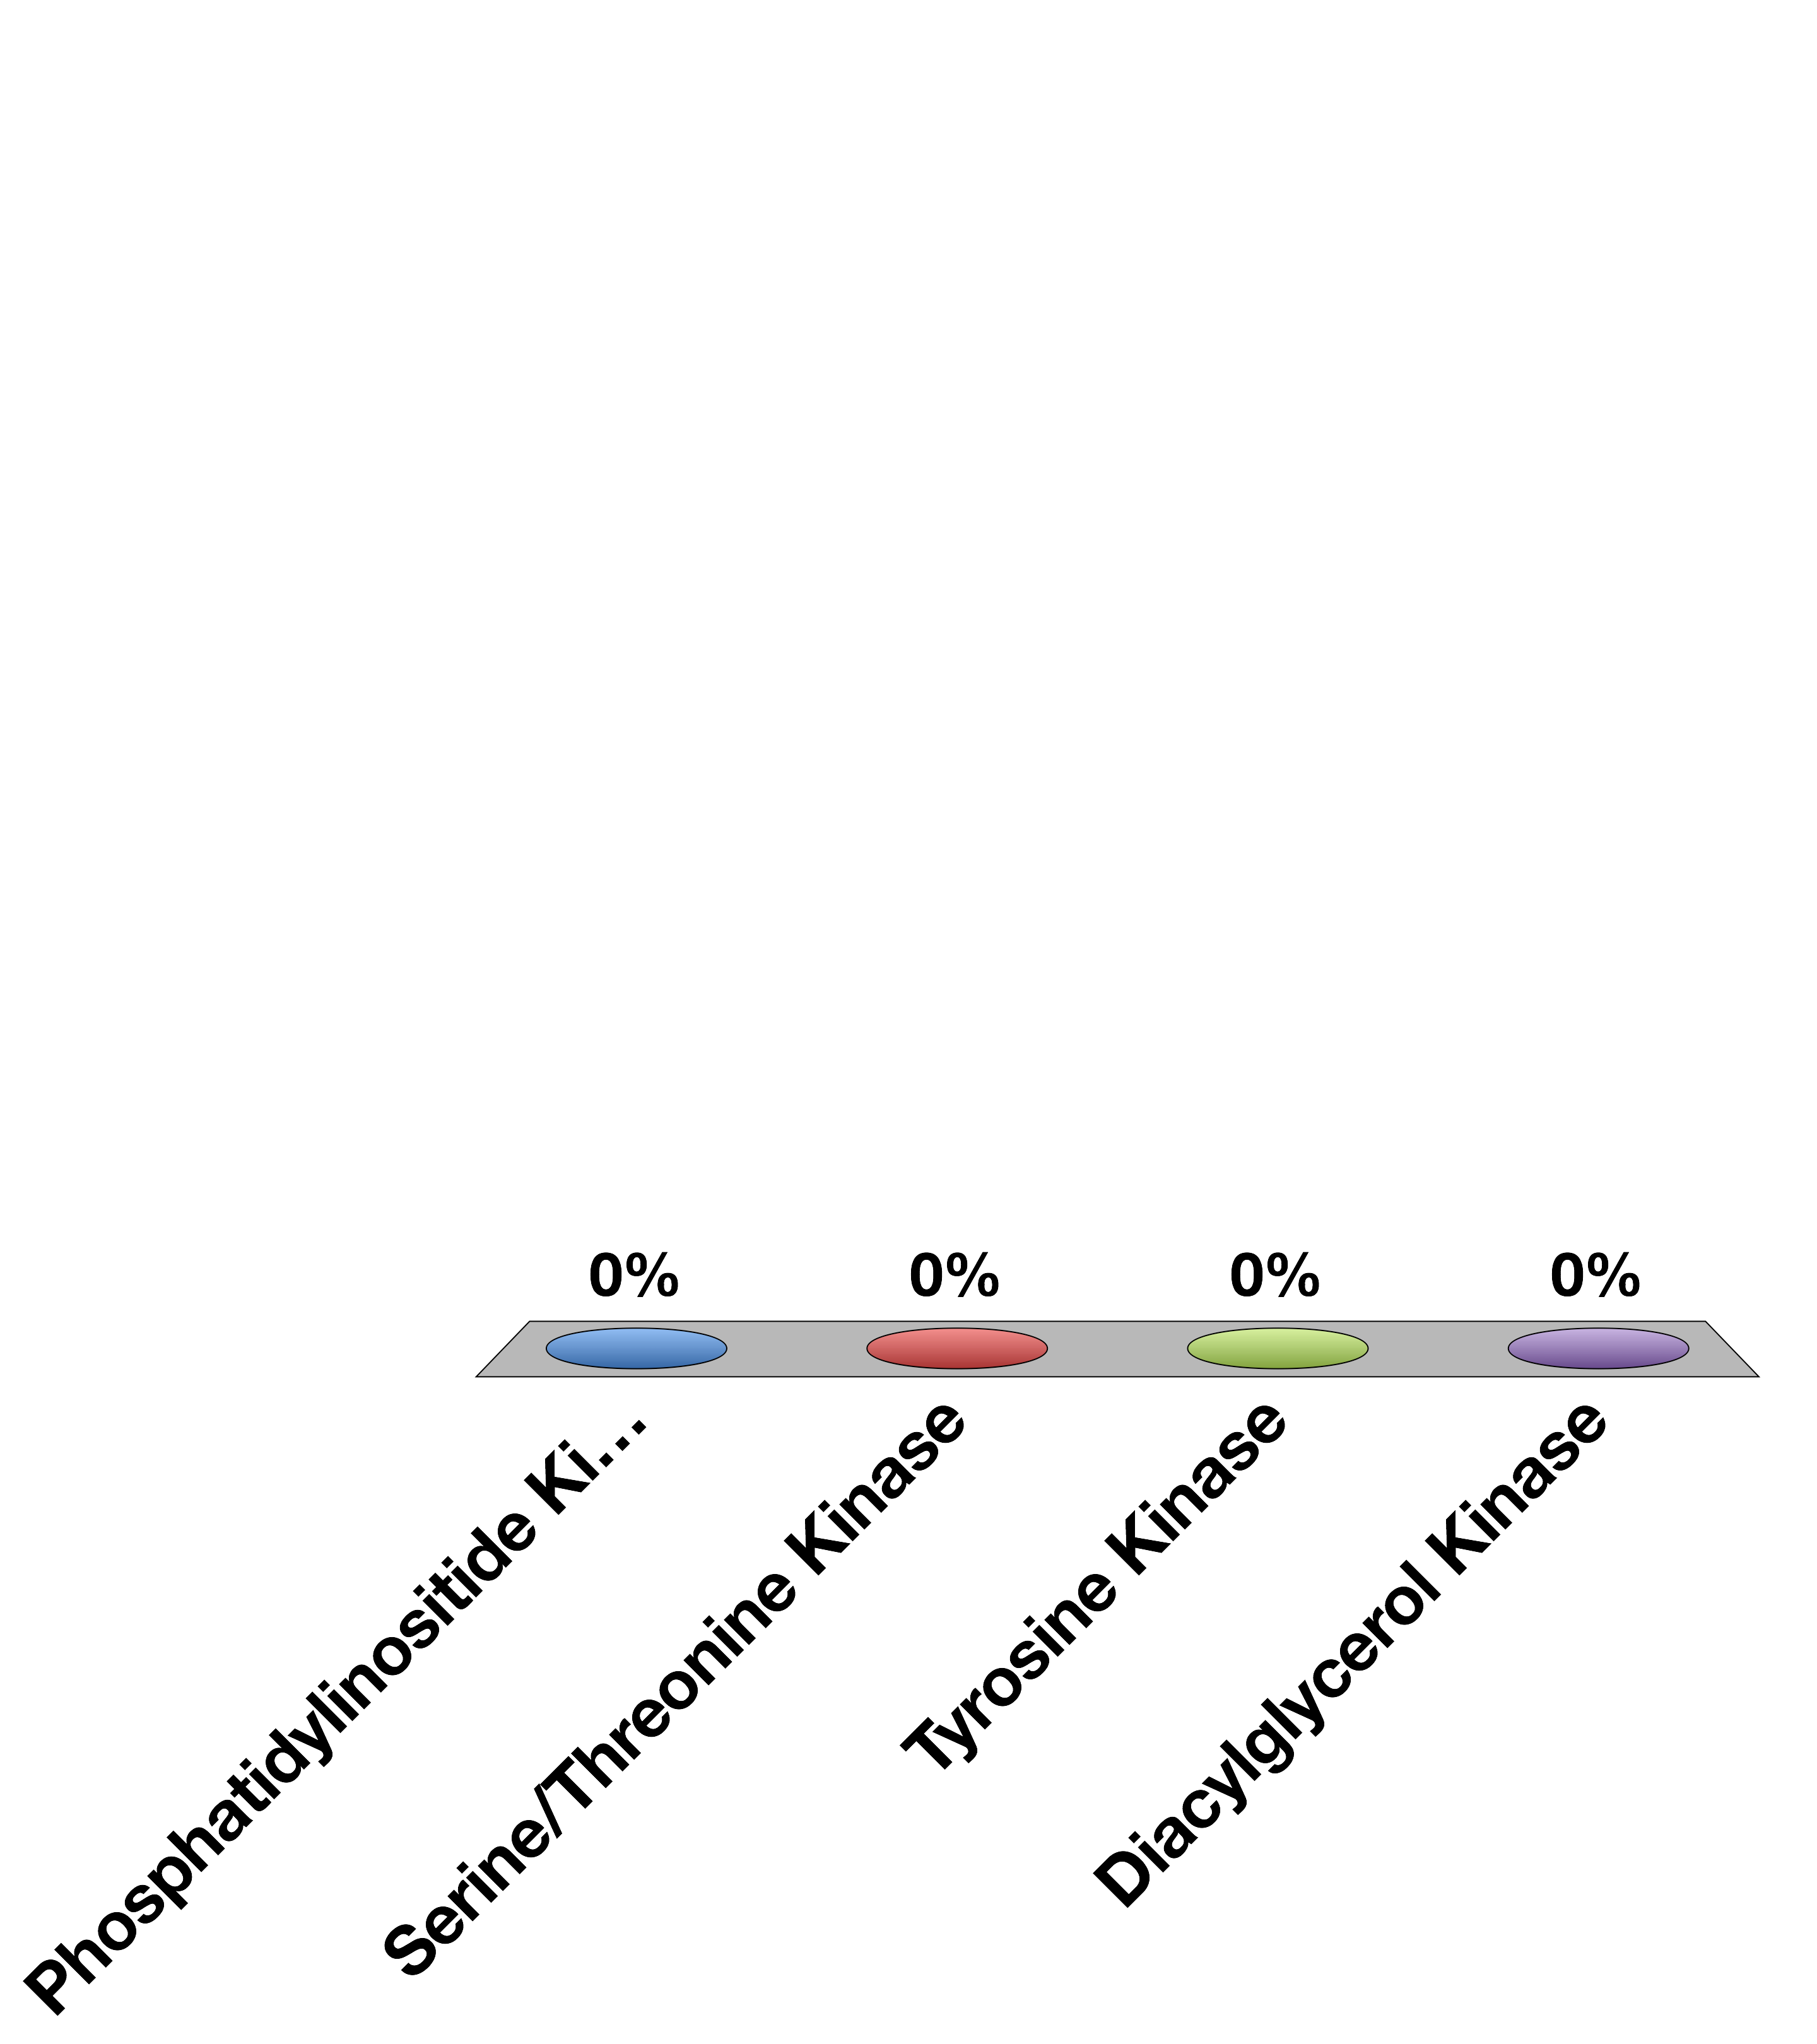 0%
0%
0%
0%
Phosphatidylinositide Ki...
Serine/Threonine Kinase
Tyrosine Kinase
Diacylglycerol Kinase